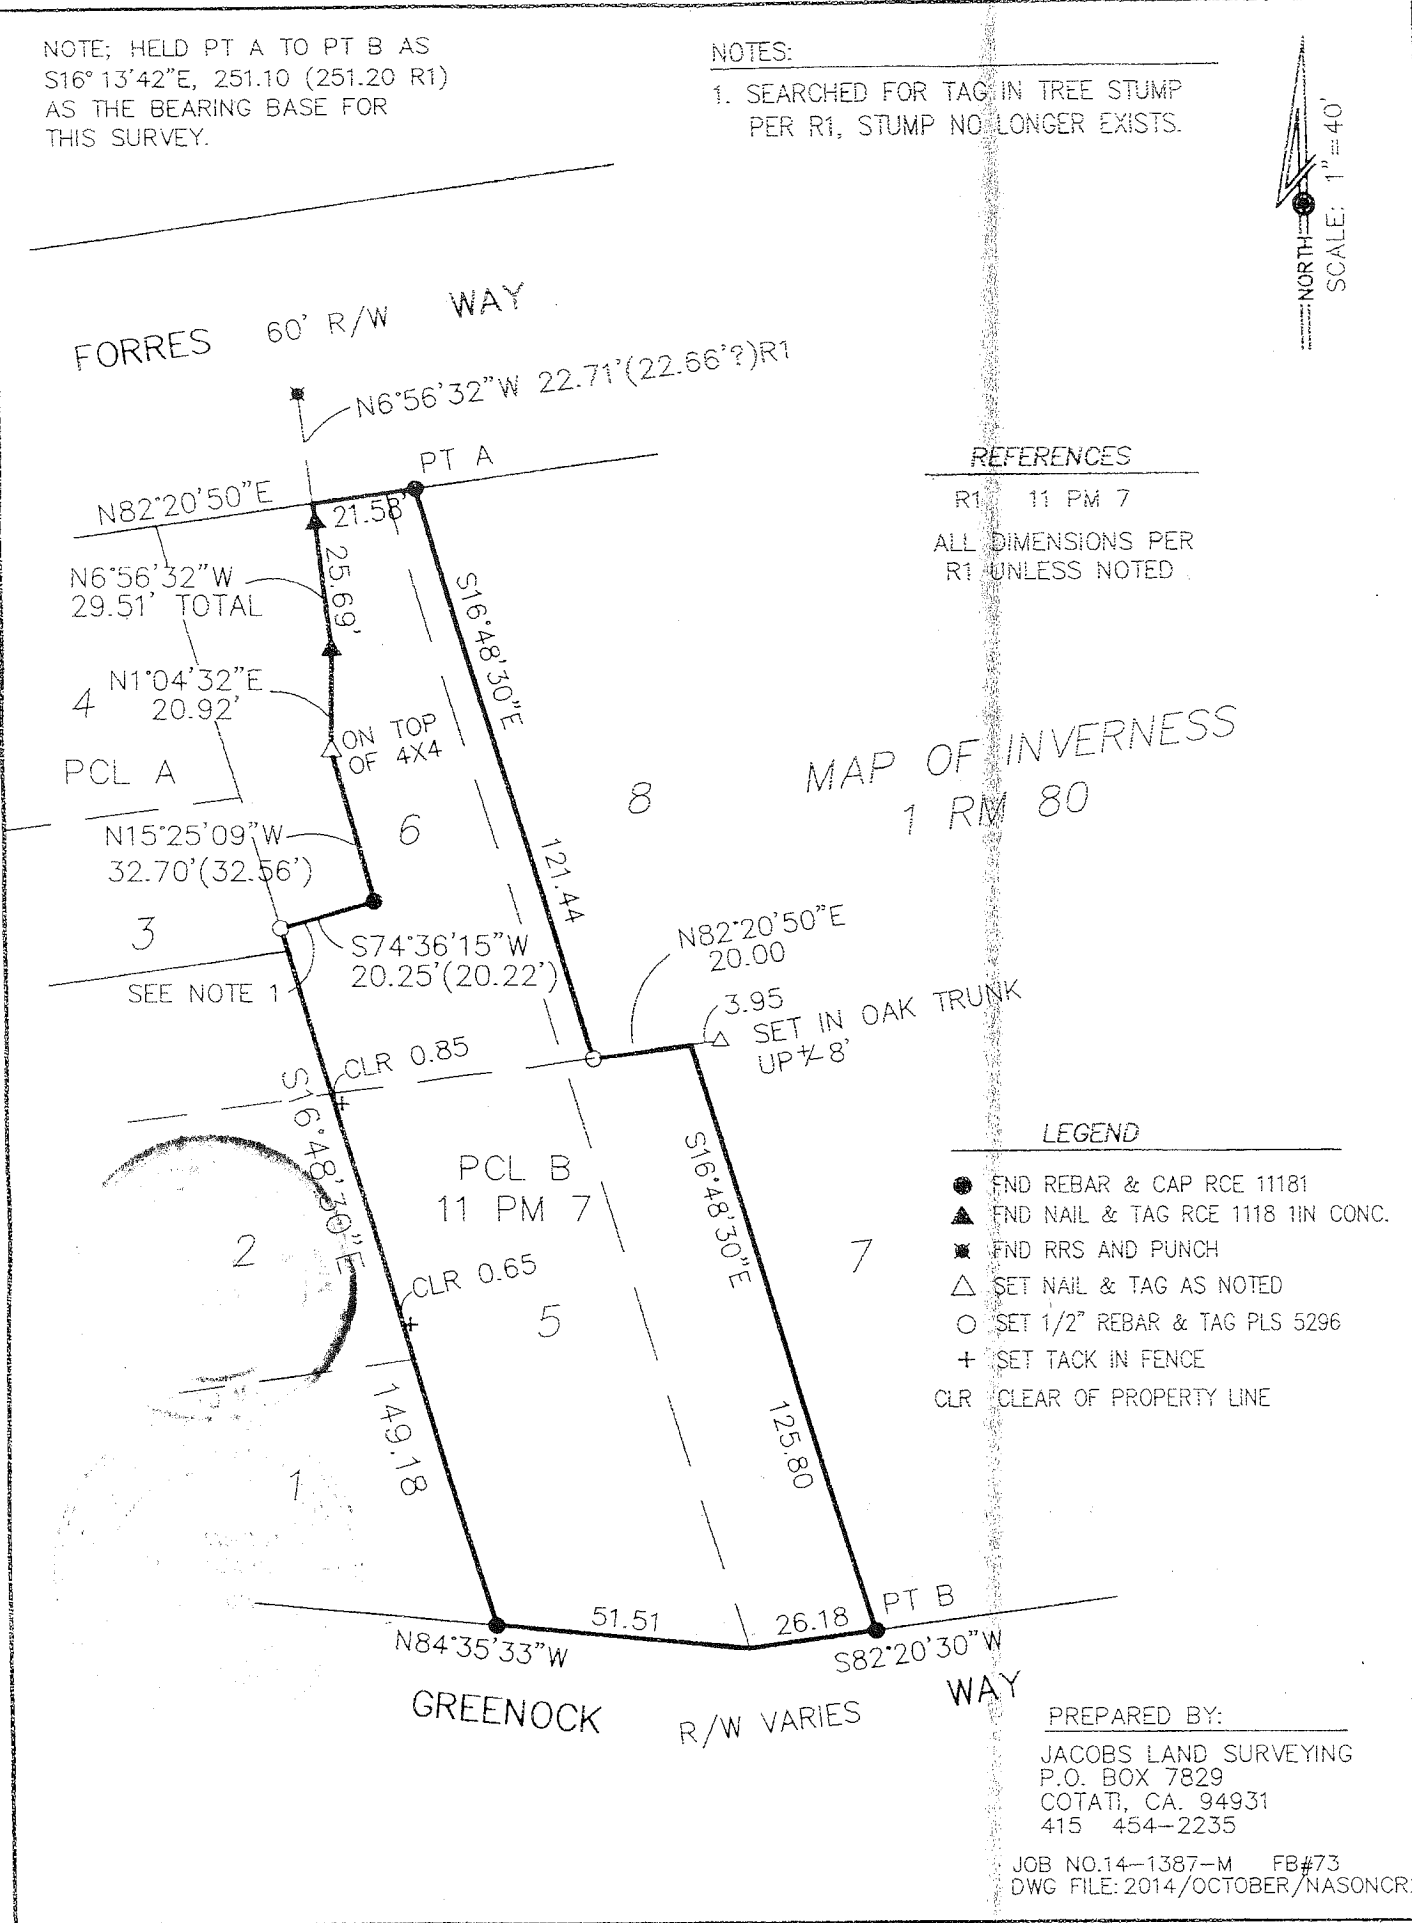 NOTE; HELD PT A TO PT B AS
S16°13'42"E, 251.10 (251.20 R1)
AS THE BEARING BASE FOR
THIS SURVEY.
NOTES:
1. SEARCHED FOR TAG IN TREE STUMP
PER R1, STUMP NO LONGER EXISTS.
NORTH
SCALE: 1"=40'
FORRES 60' R/W WAY
N6°56'32"W 22.71'(22.66'?)R1
PT A
N82°20'50"E
21.58'
REFERENCES
R1 11 PM 7
ALL DIMENSIONS PER
R1 UNLESS NOTED
N6°56'32"W
29.51' TOTAL
25.69'
S16°48'30"E
N1°04'32"E
20.92'
4
PCL A
ON TOP
OF 4X4
MAP OF INVERNESS
1 RM 80
8
6
N15°25'09"W
32.70'(32.56')
121.44
3
S74°36'15"W
20.25'(20.22')
SEE NOTE 1
N82°20'50"E
20.00
3.95
SET IN OAK TRUNK
UP +/- 8'
CLR 0.85
S16°48'30"E
PCL B
11 PM 7
S16°48'30"E
LEGEND
FND REBAR & CAP RCE 11181
FND NAIL & TAG RCE 1118 1IN CONC.
FND RRS AND PUNCH
SET NAIL & TAG AS NOTED
SET 1/2" REBAR & TAG PLS 5296
SET TACK IN FENCE
CLR CLEAR OF PROPERTY LINE
2
7
CLR 0.65
5
149.18
125.80
1
51.51
26.18
PT B
N84°35'33"W
S82°20'30"W
GREENOCK R/W VARIES WAY
PREPARED BY:
JACOBS LAND SURVEYING
P.O. BOX 7829
COTATI, CA. 94931
415 454-2235
JOB NO.14-1387-M FB#73
DWG FILE: 2014/OCTOBER/NASONCR